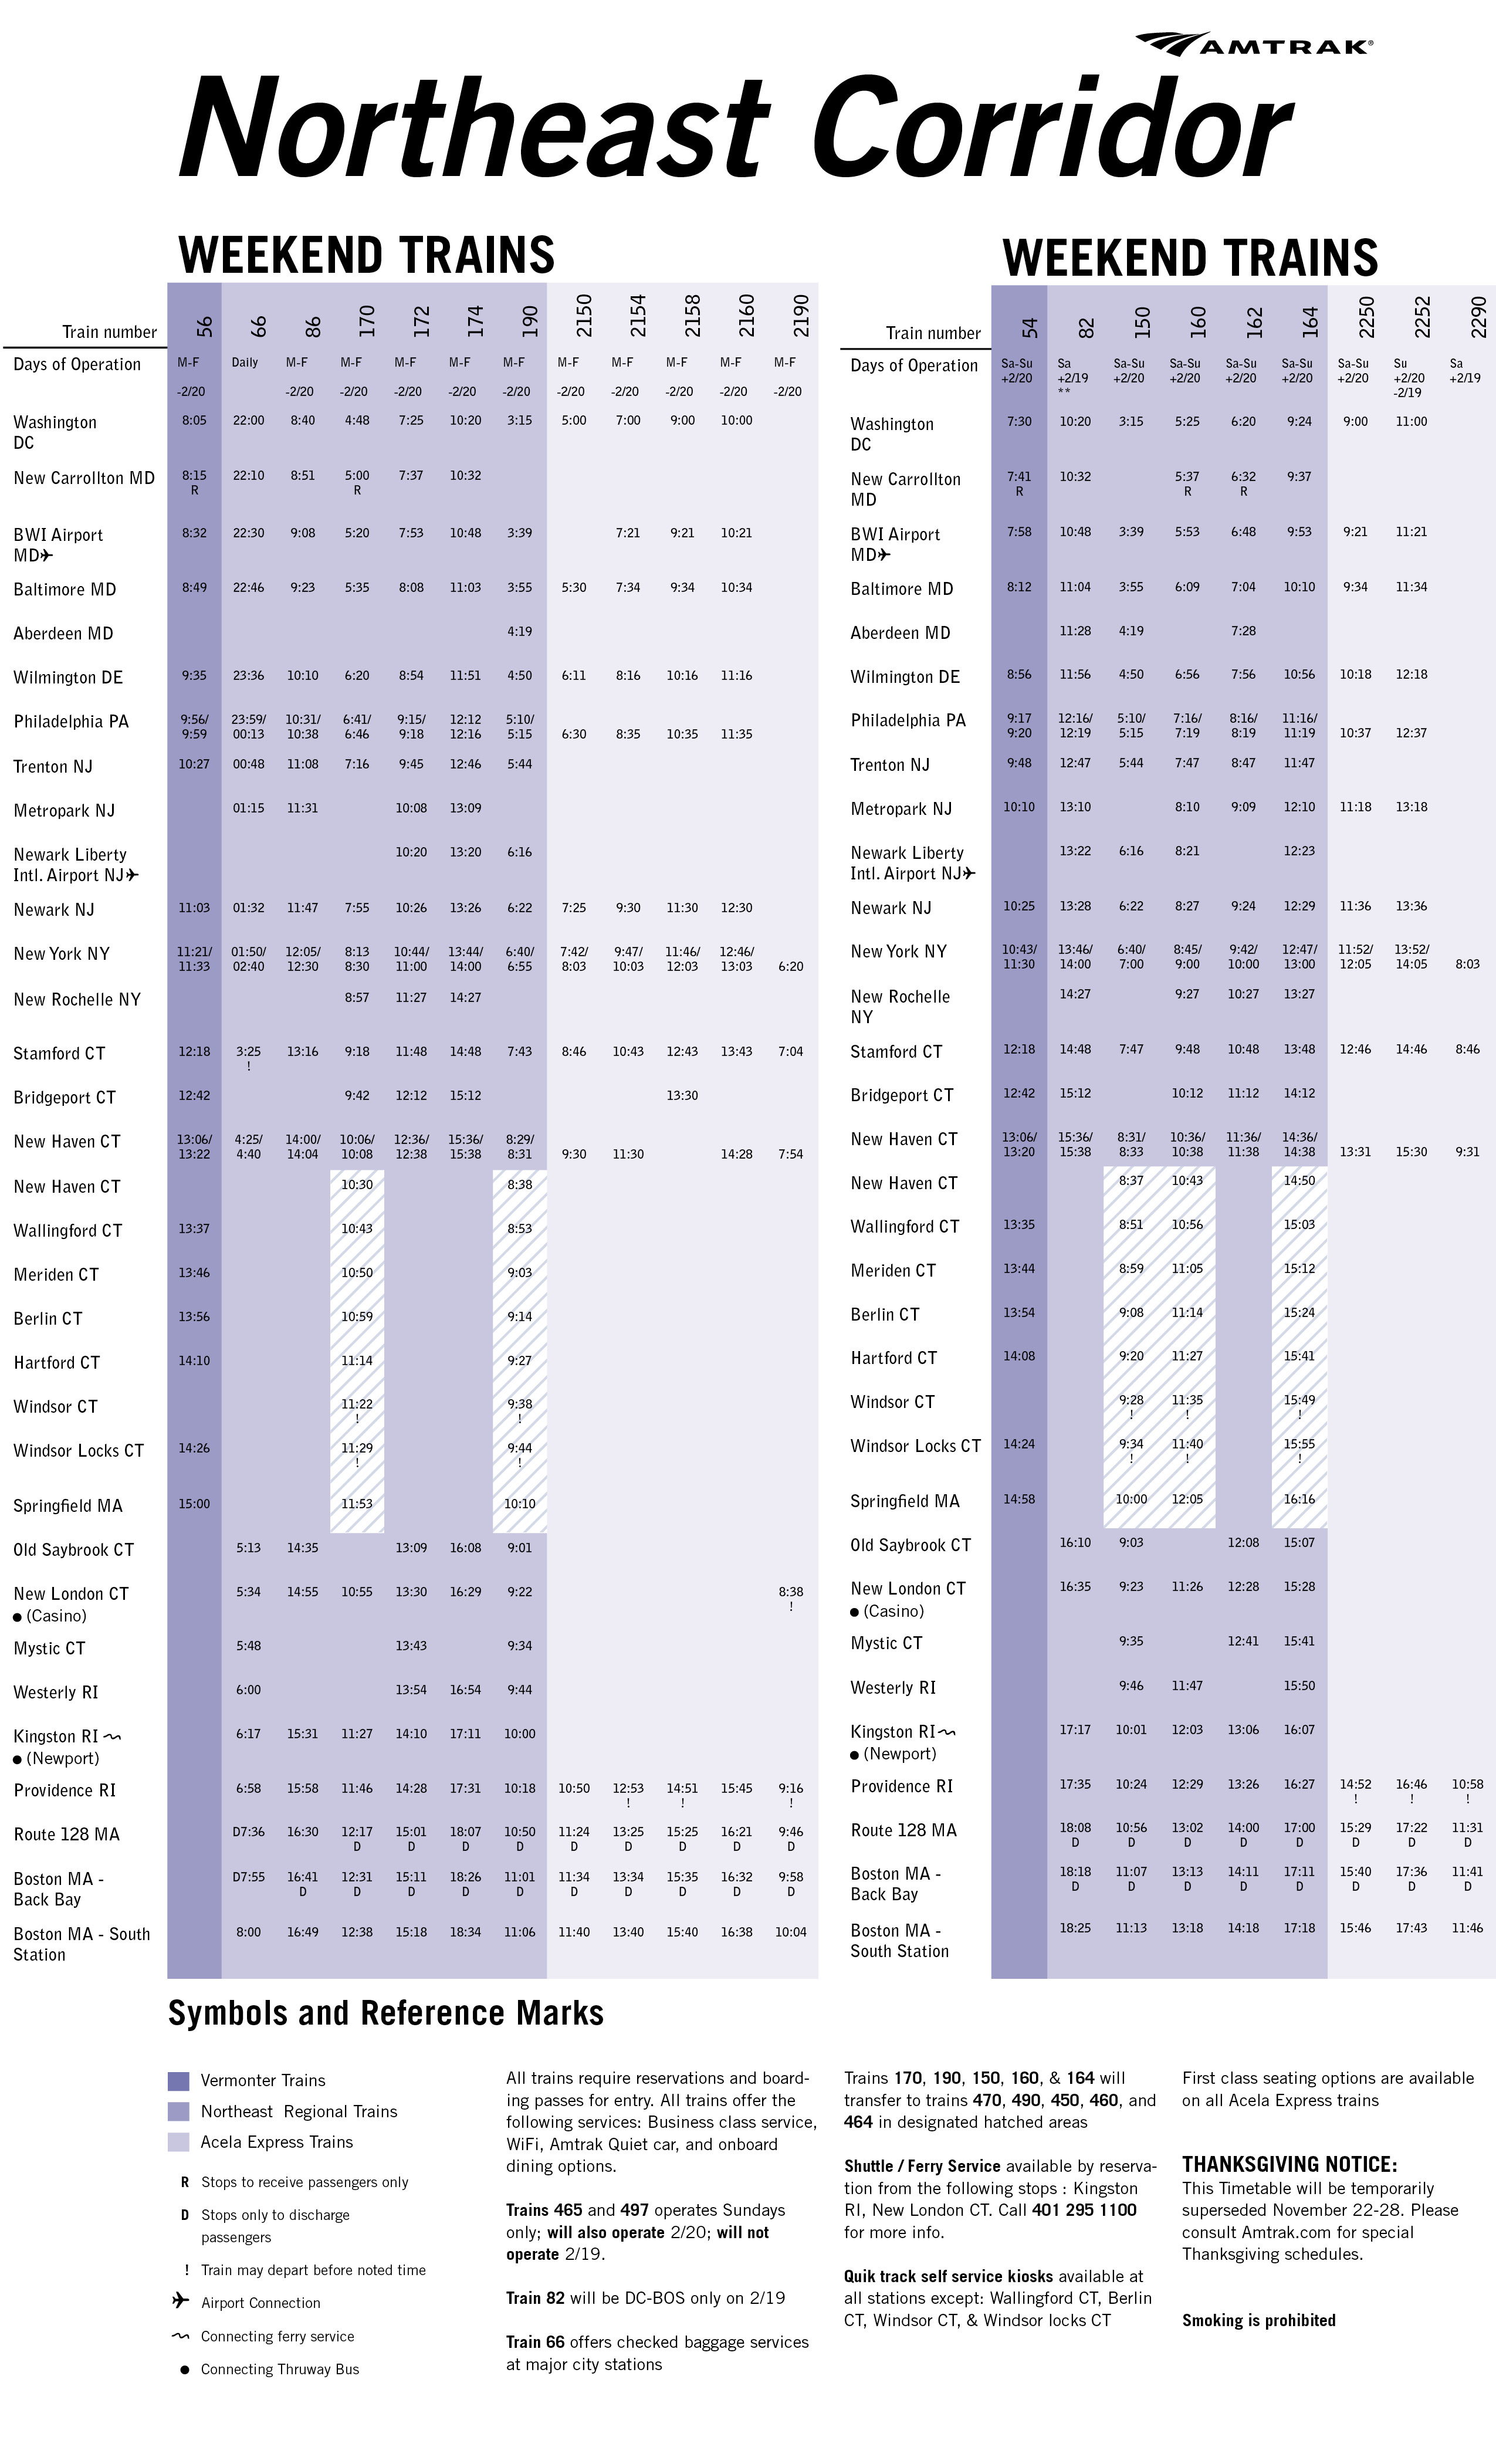 AMTRAK®
Northeast Corridor
WEEKEND TRAINS
Train number 56 66 86 170 172 174 190 2150 2154 2158 2160 2190
Days of Operation M-F Daily M-F M-F M-F M-F M-F M-F M-F M-F M-F M-F
-2/20 -2/20 -2/20 -2/20 -2/20 -2/20 -2/20 -2/20 -2/20 -2/20 -2/20
Washington 8:05 22:00 8:40 4:48 7:25 10:20 3:15 5:00 7:00 9:00 10:00
DC
New Carrollton MD 8:15 22:10 8:51 5:00 7:37 10:32
R R
BWI Airport 8:32 22:30 9:08 5:20 7:53 10:48 3:39 7:21 9:21 10:21
MD
Baltimore MD 8:49 22:46 9:23 5:35 8:08 11:03 3:55 5:30 7:34 9:34 10:34
Aberdeen MD 4:19
Wilmington DE 9:35 23:36 10:10 6:20 8:54 11:51 4:50 6:11 8:16 10:16 11:16
Philadelphia PA 9:56/ 23:59/ 10:31/ 6:41/ 9:15/ 12:12 5:10/
9:59 00:13 10:38 6:46 9:18 12:16 5:15 6:30 8:35 10:35 11:35
Trenton NJ 10:27 00:48 11:08 7:16 9:45 12:46 5:44
Metropark NJ 01:15 11:31 10:08 13:09
Newark Liberty 10:20 13:20 6:16
Intl. Airport NJ
Newark NJ 11:03 01:32 11:47 7:55 10:26 13:26 6:22 7:25 9:30 11:30 12:30
New York NY 11:21/ 01:50/ 12:05/ 8:13 10:44/ 13:44/ 6:40/ 7:42/ 9:47/ 11:46/ 12:46/
11:33 02:40 12:30 8:30 11:00 14:00 6:55 8:03 10:03 12:03 13:03 6:20
New Rochelle NY 8:57 11:27 14:27
Stamford CT 12:18 3:25 13:16 9:18 11:48 14:48 7:43 8:46 10:43 12:43 13:43 7:04
!
Bridgeport CT 12:42 9:42 12:12 15:12 13:30
New Haven CT 13:06/ 4:25/ 14:00/ 10:06/ 12:36/ 15:36/ 8:29/
13:22 4:40 14:04 10:08 12:38 15:38 8:31 9:30 11:30 14:28 7:54
New Haven CT 10:30 8:38
Wallingford CT 13:37 10:43 8:53
Meriden CT 13:46 10:50 9:03
Berlin CT 13:56 10:59 9:14
Hartford CT 14:10 11:14 9:27
Windsor CT 11:22 9:38
! !
Windsor Locks CT 14:26 11:29 9:44
! !
Springfield MA 15:00 11:53 10:10
Old Saybrook CT 5:13 14:35 13:09 16:08 9:01
New London CT 5:34 14:55 10:55 13:30 16:29 9:22 8:38
● (Casino) !
Mystic CT 5:48 13:43 9:34
Westerly RI 6:00 13:54 16:54 9:44
Kingston RI 6:17 15:31 11:27 14:10 17:11 10:00
● (Newport)
Providence RI 6:58 15:58 11:46 14:28 17:31 10:18 10:50 12:53 14:51 15:45 9:16
! ! !
Route 128 MA D7:36 16:30 12:17 15:01 18:07 10:50 11:24 13:25 15:25 16:21 9:46
D D D D D D D D D
Boston MA - D7:55 16:41 12:31 15:11 18:26 11:01 11:34 13:34 15:35 16:32 9:58
Back Bay D D D D D D D D D D
Boston MA - South 8:00 16:49 12:38 15:18 18:34 11:06 11:40 13:40 15:40 16:38 10:04
Station
WEEKEND TRAINS
Train number 54 82 150 160 162 164 2250 2252 2290
Days of Operation Sa-Su Sa Sa-Su Sa-Su Sa-Su Sa-Su Sa-Su Su Sa
+2/20 +2/19 +2/20 +2/20 +2/20 +2/20 +2/20 +2/20 +2/19
** -2/19
Washington 7:30 10:20 3:15 5:25 6:20 9:24 9:00 11:00
DC
New Carrollton 7:41 10:32 5:37 6:32 9:37
MD R R R
BWI Airport 7:58 10:48 3:39 5:53 6:48 9:53 9:21 11:21
MD
Baltimore MD 8:12 11:04 3:55 6:09 7:04 10:10 9:34 11:34
Aberdeen MD 11:28 4:19 7:28
Wilmington DE 8:56 11:56 4:50 6:56 7:56 10:56 10:18 12:18
Philadelphia PA 9:17 12:16/ 5:10/ 7:16/ 8:16/ 11:16/
9:20 12:19 5:15 7:19 8:19 11:19 10:37 12:37
Trenton NJ 9:48 12:47 5:44 7:47 8:47 11:47
Metropark NJ 10:10 13:10 8:10 9:09 12:10 11:18 13:18
Newark Liberty 13:22 6:16 8:21 12:23
Intl. Airport NJ
Newark NJ 10:25 13:28 6:22 8:27 9:24 12:29 11:36 13:36
New York NY 10:43/ 13:46/ 6:40/ 8:45/ 9:42/ 12:47/ 11:52/ 13:52/
11:30 14:00 7:00 9:00 10:00 13:00 12:05 14:05 8:03
New Rochelle 14:27 9:27 10:27 13:27
NY
Stamford CT 12:18 14:48 7:47 9:48 10:48 13:48 12:46 14:46 8:46
Bridgeport CT 12:42 15:12 10:12 11:12 14:12
New Haven CT 13:06/ 15:36/ 8:31/ 10:36/ 11:36/ 14:36/
13:20 15:38 8:33 10:38 11:38 14:38 13:31 15:30 9:31
New Haven CT 8:37 10:43 14:50
Wallingford CT 13:35 8:51 10:56 15:03
Meriden CT 13:44 8:59 11:05 15:12
Berlin CT 13:54 9:08 11:14 15:24
Hartford CT 14:08 9:20 11:27 15:41
Windsor CT 9:28 11:35 15:49
! ! !
Windsor Locks CT 14:24 9:34 11:40 15:55
! ! !
Springfield MA 14:58 10:00 12:05 16:16
Old Saybrook CT 16:10 9:03 12:08 15:07
New London CT 16:35 9:23 11:26 12:28 15:28
● (Casino)
Mystic CT 9:35 12:41 15:41
Westerly RI 9:46 11:47 15:50
Kingston RI 17:17 10:01 12:03 13:06 16:07
● (Newport)
Providence RI 17:35 10:24 12:29 13:26 16:27 14:52 16:46 10:58
! ! !
Route 128 MA 18:08 10:56 13:02 14:00 17:00 15:29 17:22 11:31
D D D D D D D D
Boston MA - 18:18 11:07 13:13 14:11 17:11 15:40 17:36 11:41
Back Bay D D D D D D D D
Boston MA - 18:25 11:13 13:18 14:18 17:18 15:46 17:43 11:46
South Station
Symbols and Reference Marks
Vermonter Trains
Northeast Regional Trains
Acela Express Trains
R Stops to receive passengers only
D Stops only to discharge
passengers
! Train may depart before noted time
Airport Connection
Connecting ferry service
● Connecting Thruway Bus
All trains require reservations and board-
ing passes for entry. All trains offer the
following services: Business class service,
WiFi, Amtrak Quiet car, and onboard
dining options.
Trains 465 and 497 operates Sundays
only; will also operate 2/20; will not
operate 2/19.
Train 82 will be DC-BOS only on 2/19
Train 66 offers checked baggage services
at major city stations
Trains 170, 190, 150, 160, & 164 will
transfer to trains 470, 490, 450, 460, and
464 in designated hatched areas
Shuttle / Ferry Service available by reserva-
tion from the following stops : Kingston
RI, New London CT. Call 401 295 1100
for more info.
Quik track self service kiosks available at
all stations except: Wallingford CT, Berlin
CT, Windsor CT, & Windsor locks CT
First class seating options are available
on all Acela Express trains
THANKSGIVING NOTICE:
This Timetable will be temporarily
superseded November 22-28. Please
consult Amtrak.com for special
Thanksgiving schedules.
Smoking is prohibited